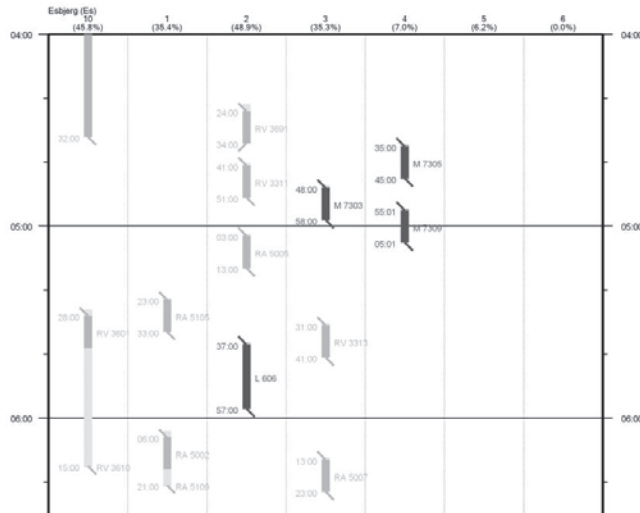 Esbjerg (Es)
10 1 2 3 4 5 6
(45.8%) (35.4%) (48.9%) (35.3%) (7.0%) (6.2%) (0.0%)
04:00 04:00
24:00
RV 3691
32:00 34:00
35:00
M 7305
41:00 45:00
RV 3311
48:00
51:00 M 7303
55:01
58:00 M 7309
05:00 05:00
03:00 05:01
RA 5005
13:00
23:00
RA 5105
28:00 RV 3601
33:00 31:00
RV 3313
37:00
41:00
L 606
57:00
06:00 06:00
06:00
RA 5002
15:00 RV 3610
13:00
RA 5007
21:00 RA 5109
23:00